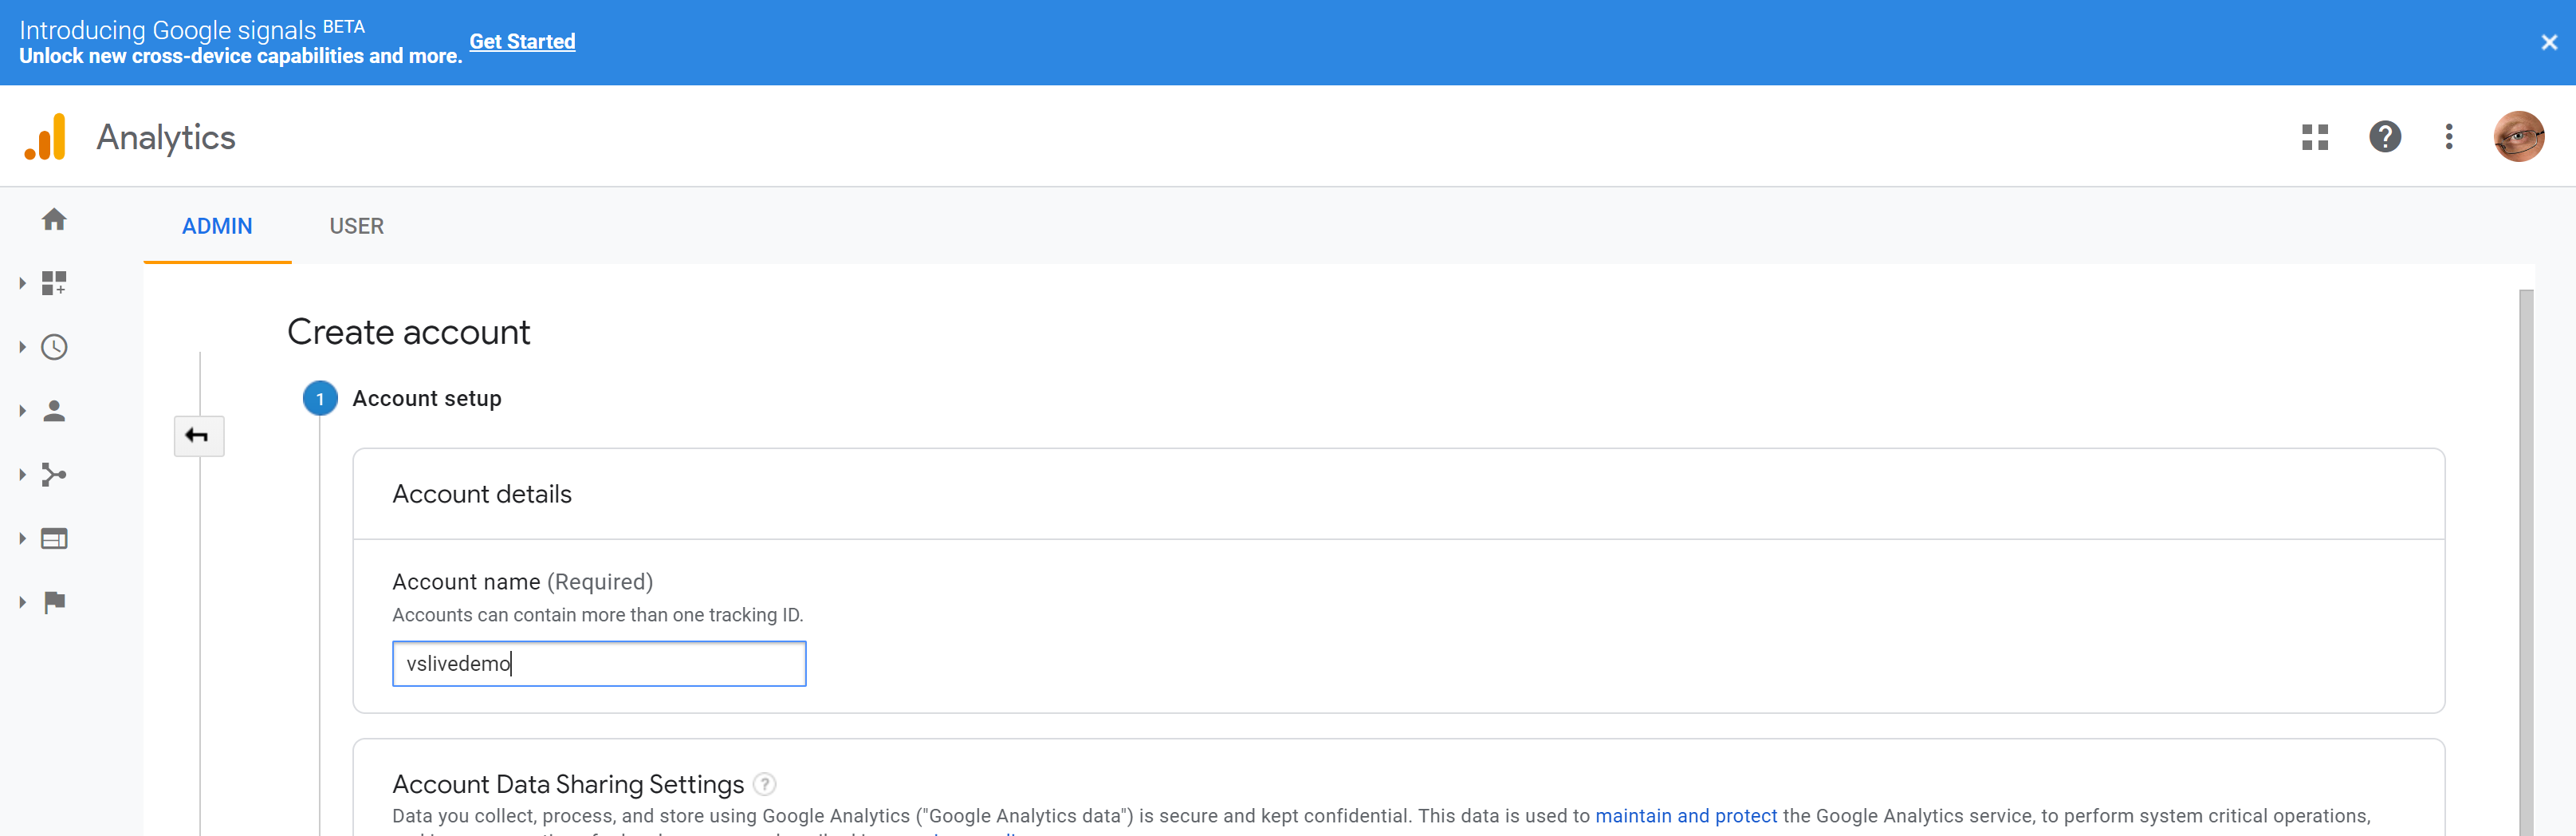 Introducing Google signals BETA
Unlock new cross-device capabilities and more. Get Started
Analytics
ADMIN USER
Create account
1 Account setup
Account details
Account name (Required)
Accounts can contain more than one tracking ID.
vslivedemo
Account Data Sharing Settings ?
Data you collect, process, and store using Google Analytics ("Google Analytics data") is secure and kept confidential. This data is used to maintain and protect the Google Analytics service, to perform system critical operations,